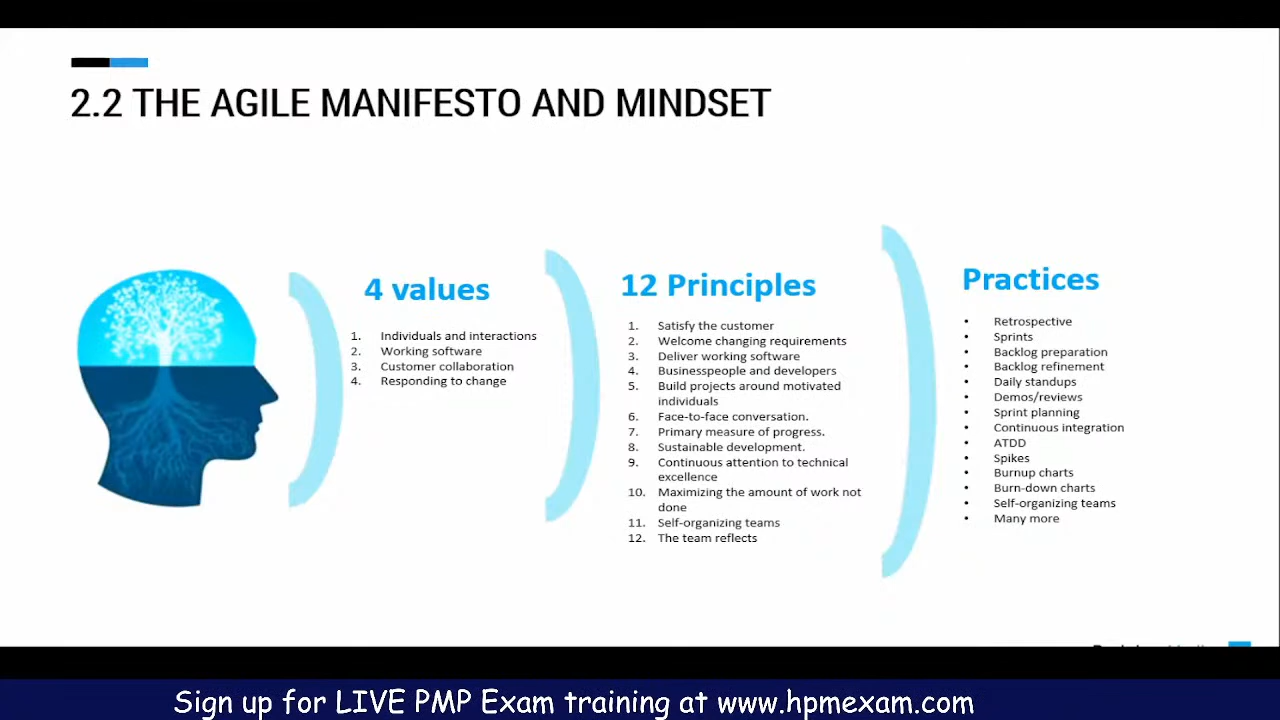 2.2 THE AGILE MANIFESTO AND MINDSET
4 values
1. Individuals and interactions
2. Working software
3. Customer collaboration
4. Responding to change
12 Principles
1. Satisfy the customer
2. Welcome changing requirements
3. Deliver working software
4. Businesspeople and developers
5. Build projects around motivated
individuals
6. Face-to-face conversation.
7. Primary measure of progress.
8. Sustainable development.
9. Continuous attention to technical
excellence
10. Maximizing the amount of work not
done
11. Self-organizing teams
12. The team reflects
Practices
• Retrospective
• Sprints
• Backlog preparation
• Backlog refinement
• Daily standups
• Demos/reviews
• Sprint planning
• Continuous integration
• ATDD
• Spikes
• Burnup charts
• Burn-down charts
• Self-organizing teams
• Many more
Sign up for LIVE PMP Exam training at www.hpmexam.com